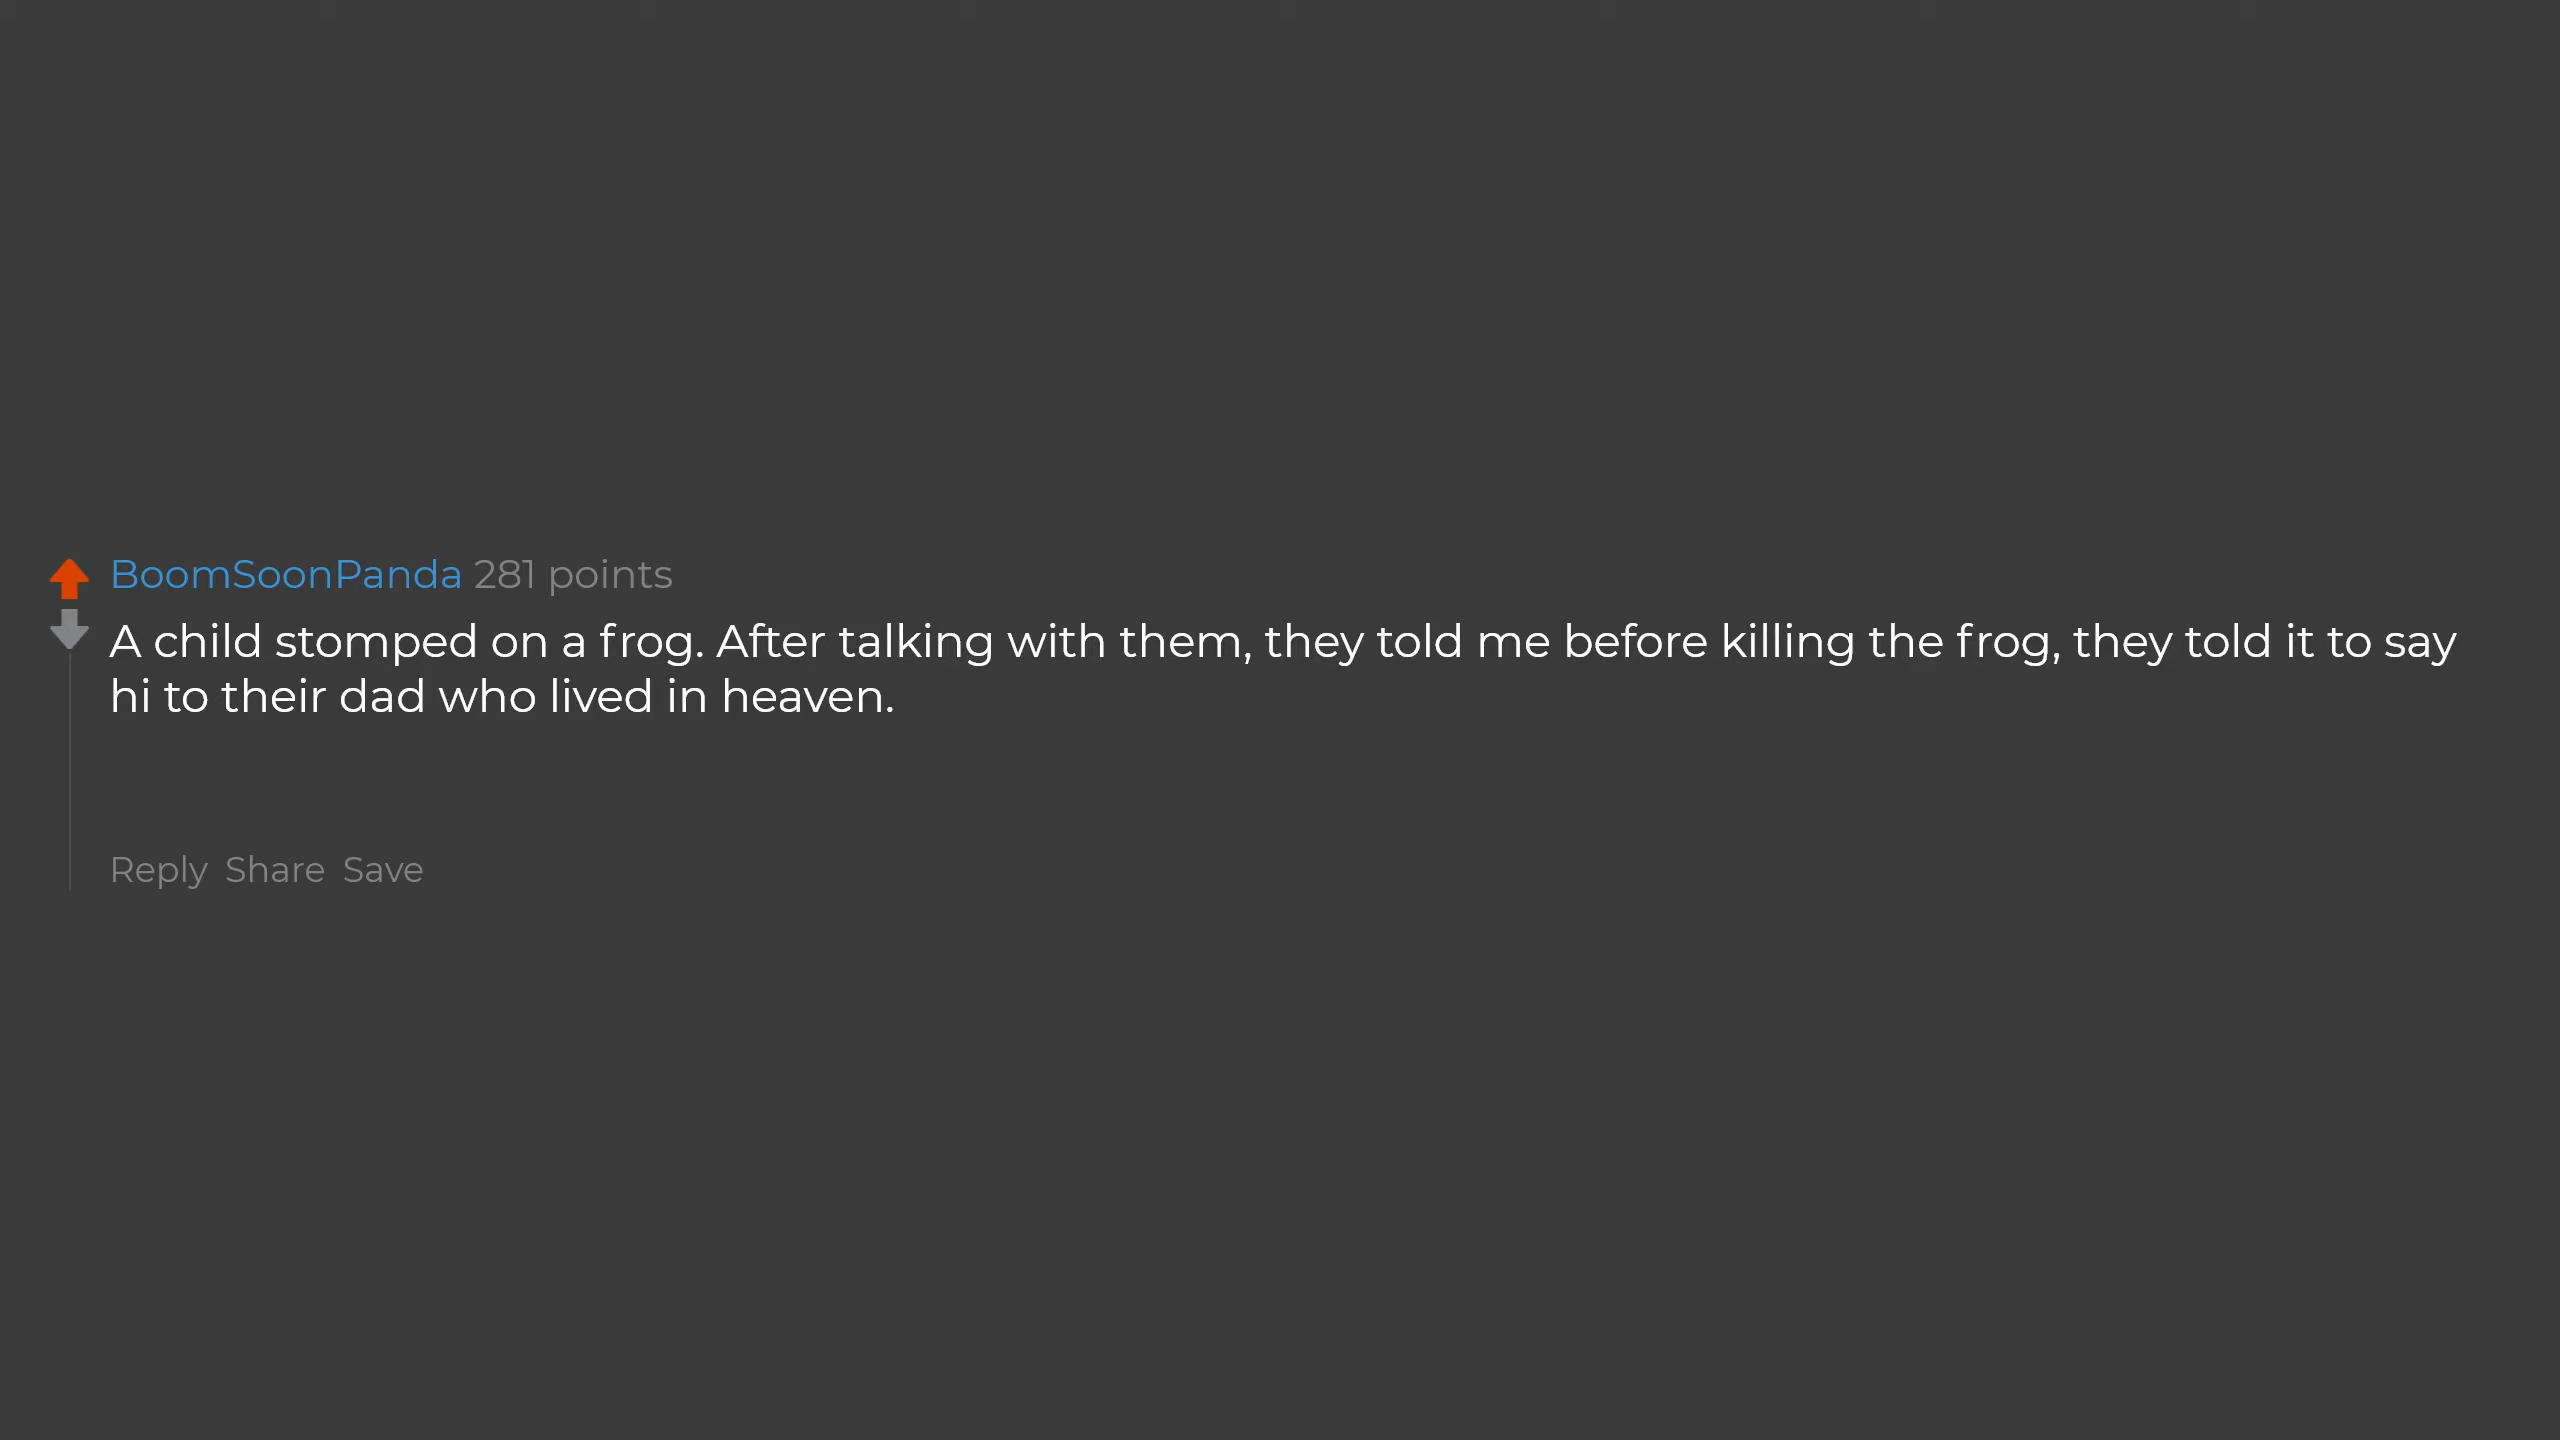 BoomSoonPanda 281 points
A child stomped on a frog. After talking with them, they told me before killing the frog, they told it to say
hi to their dad who lived in heaven.
Reply Share Save